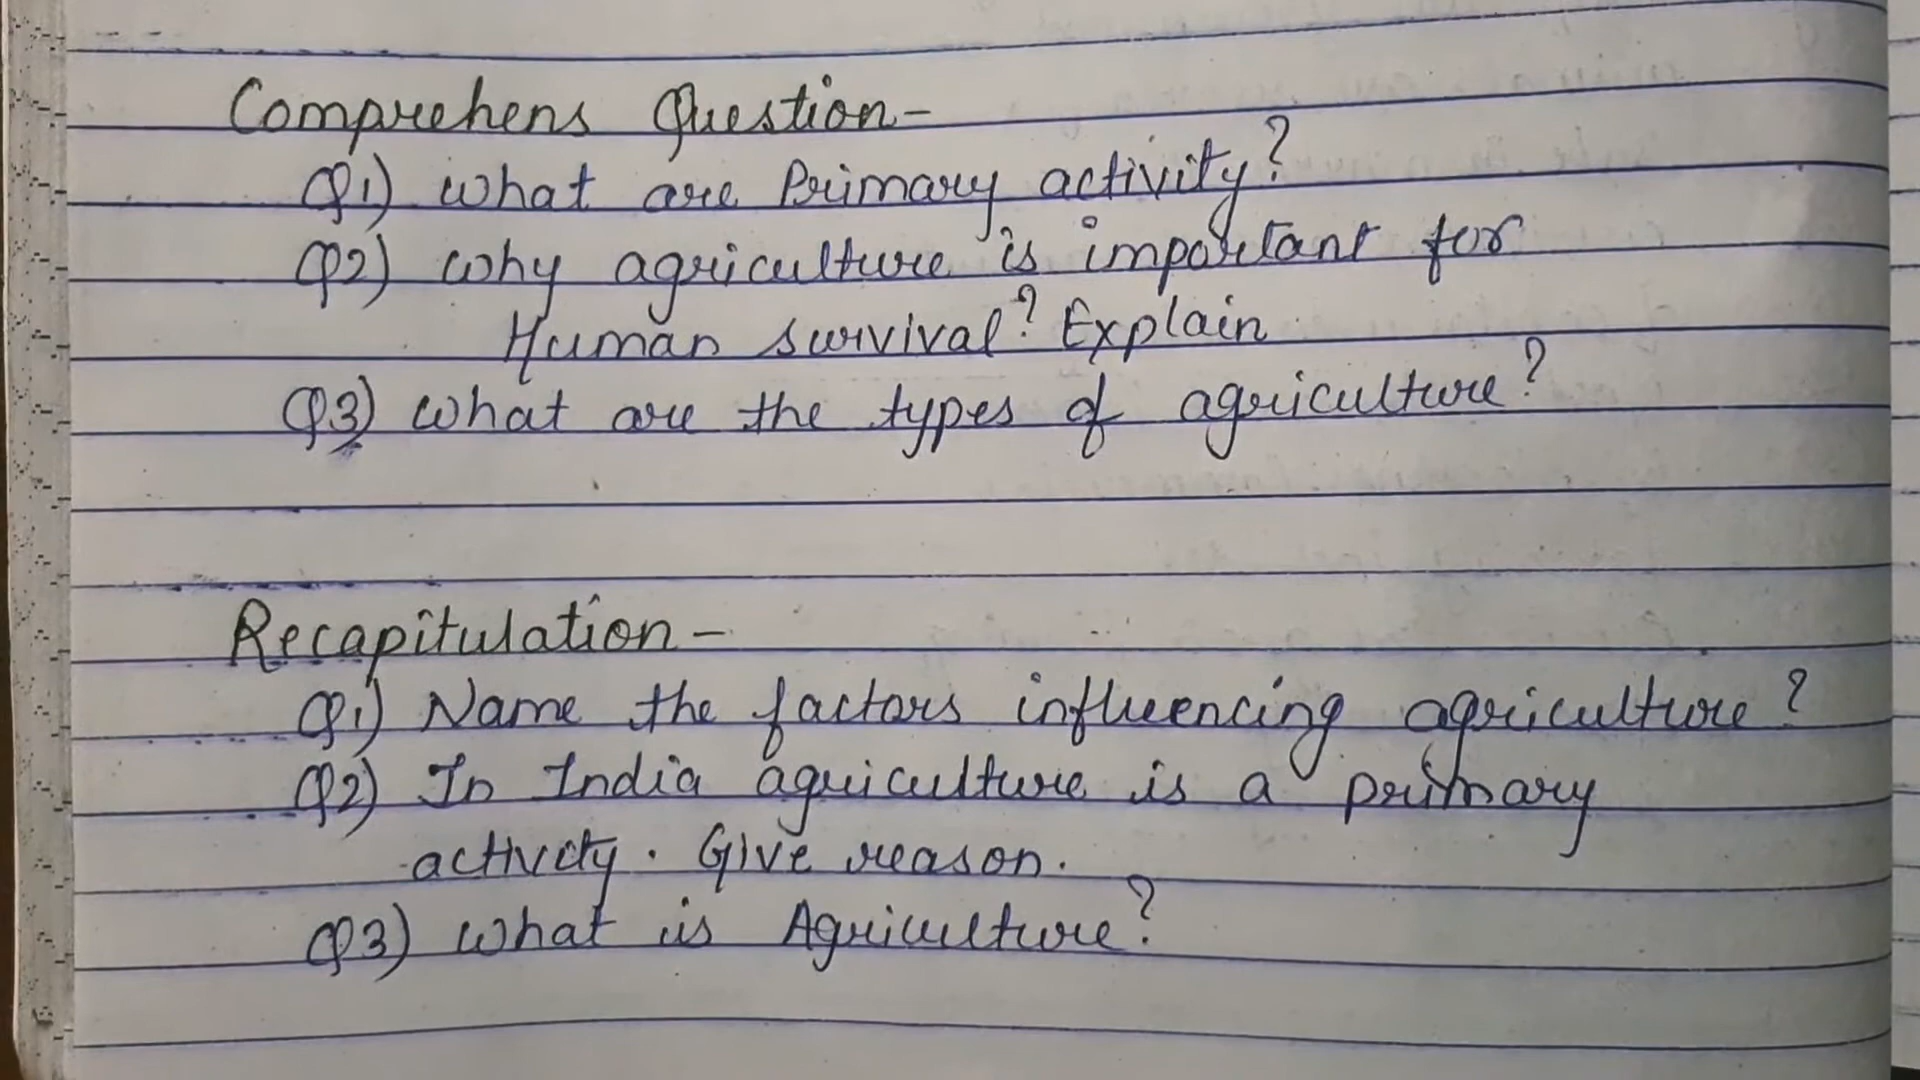 Comprehens Question-
Q1) What are Primary activity?
Q2) Why agriculture is important for
Human survival? Explain
Q3) What are the types of agriculture?
Recapitulation-
Q1) Name the factors influencing agriculture?
Q2) In India agriculture is a primary
activity. Give reason.
Q3) What is Agriculture?